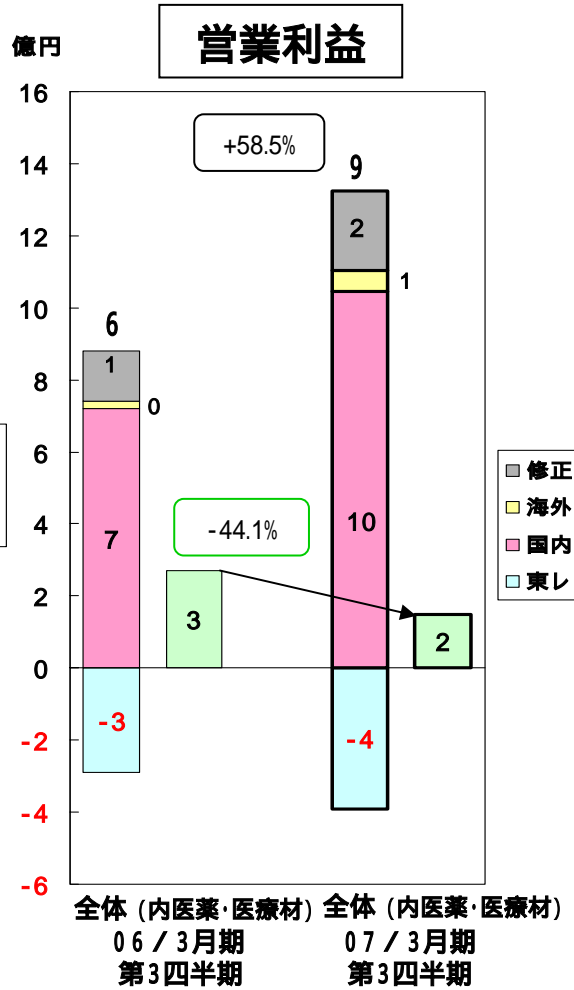 営業利益
億円
16
14
12
10
8
6
4
2
0
-2
-4
-6
+58.5%
9
2
1
10
-4
6
1
0
7
-3
-44.1%
3
2
修正
海外
国内
東レ
全体 (内医薬・医療材) 全体 (内医薬・医療材)
06/3月期 07/3月期
第3四半期 第3四半期